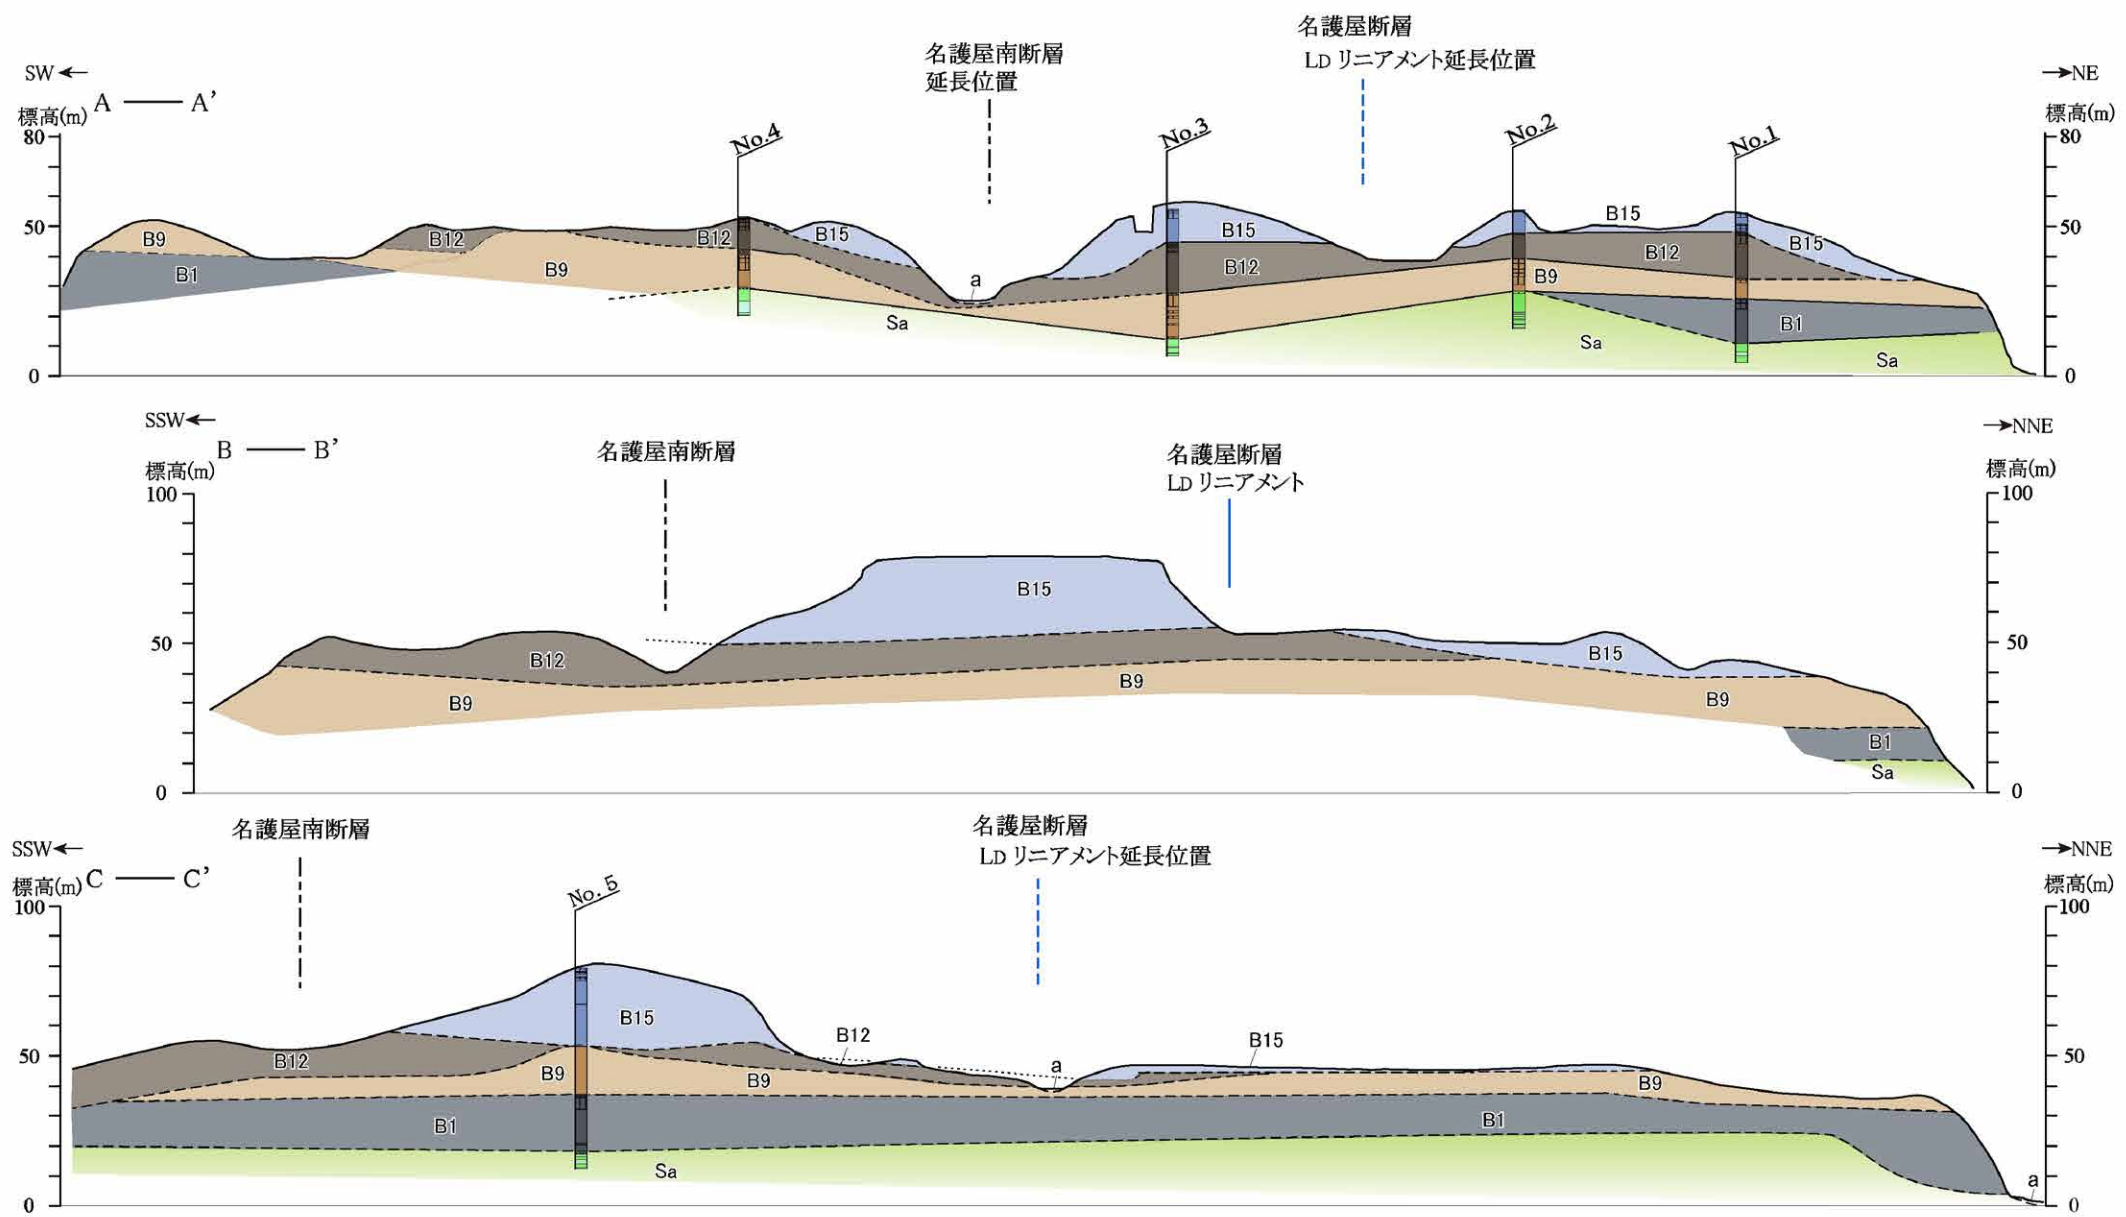 名護屋断層
LD リニアメント延長位置
名護屋南断層
延長位置
SW←
→NE
A — A’
標高(m)
標高(m)
80
80
No.4
No.3
No.2
No.1
50
50
B9
B12
B12
B15
B15
B15
B1
B9
B12
B12
B15
a
B9
Sa
B1
Sa
Sa
0
0
SSW←
→NNE
B — B’
名護屋南断層
名護屋断層
LD リニアメント
標高(m)
標高(m)
100
100
B15
50
50
B12
B15
B9
B9
B9
B1
Sa
0
0
名護屋南断層
名護屋断層
LD リニアメント延長位置
SSW←
→NNE
C — C’
標高(m)
標高(m)
No. 5
100
100
B15
B12
B15
50
50
B12
a
B9
B9
B9
B1
B1
Sa
a
0
0